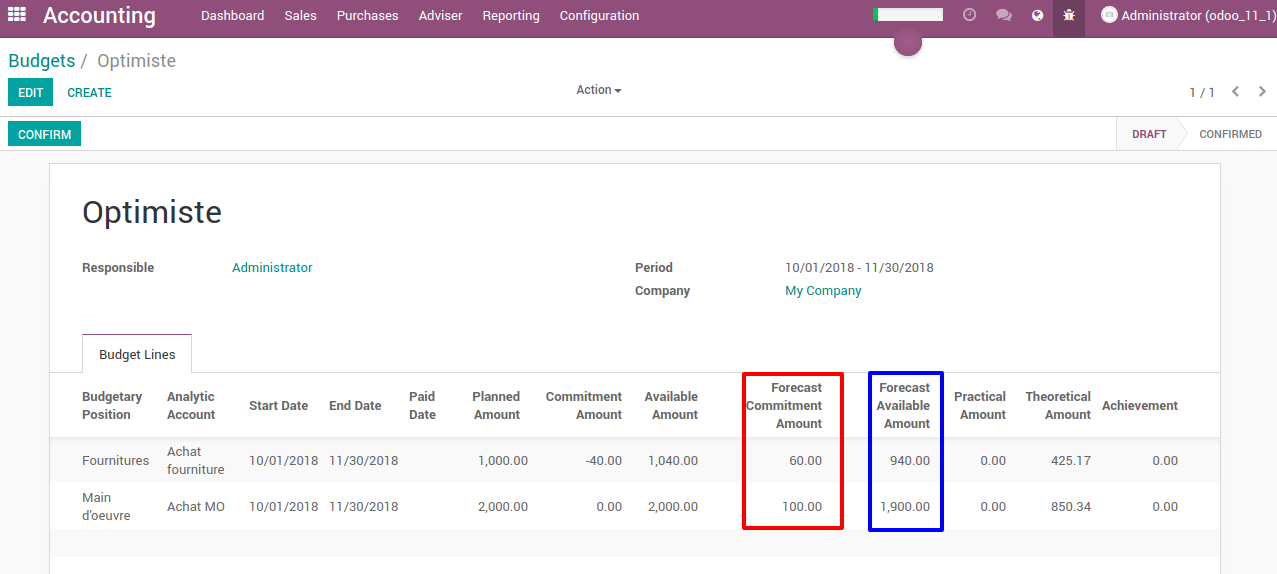 Accounting Dashboard Sales Purchases Adviser Reporting Configuration Administrator (odoo_11_1)
Budgets / Optimiste
EDIT CREATE Action 1 / 1
CONFIRM DRAFT CONFIRMED
Optimiste
Responsible Administrator Period 10/01/2018 - 11/30/2018
Company My Company
Budget Lines
Budgetary Position Analytic Account Start Date End Date Paid Date Planned Amount Commitment Amount Available Amount Forecast Commitment Amount Forecast Available Amount Practical Amount Theoretical Amount Achievement
Fournitures Achat fourniture 10/01/2018 11/30/2018 1,000.00 -40.00 1,040.00 60.00 940.00 0.00 425.17 0.00
Main d'oeuvre Achat MO 10/01/2018 11/30/2018 2,000.00 0.00 2,000.00 100.00 1,900.00 0.00 850.34 0.00